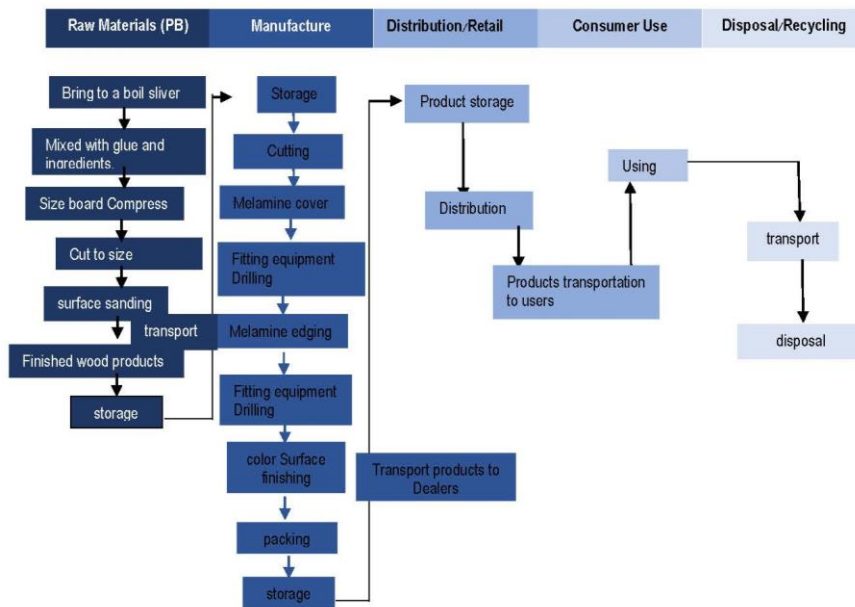 Raw Materials (PB)
Manufacture
Distribution/Retail
Consumer Use
Disposal/Recycling
Bring to a boil sliver
Mixed with glue and
ingredients.
Size board Compress
Cut to size
surface sanding
transport
Finished wood products
storage
Storage
Cutting
Melamine cover
Fitting equipment
Drilling
Melamine edging
Fitting equipment
Drilling
color Surface
finishing
packing
storage
Transport products to
Dealers
Product storage
Distribution
Products transportation
to users
Using
transport
disposal